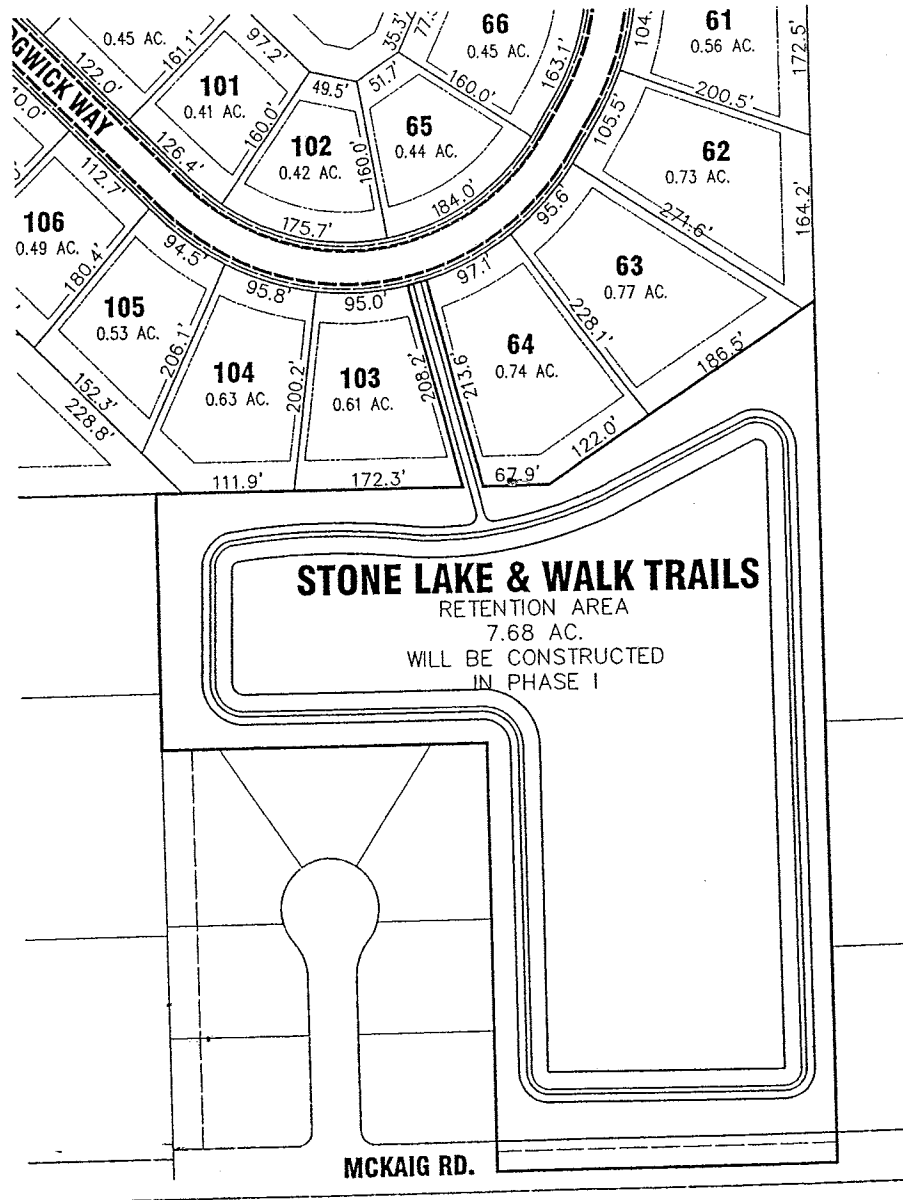 0.45 AC.
161.1'
122.0'
97.2'
35.3'
66
0.45 AC.
163.1'
160.0'
61
0.56 AC.
172.5'
200.5'
GWICK WAY
101
0.41 AC.
126.4'
160.0'
49.5'
102
0.42 AC.
160.0'
175.7'
51.7'
65
0.44 AC.
184.0'
105.5'
62
0.73 AC.
164.2'
271.6'
112.7'
106
0.49 AC.
180.4'
94.5'
105
0.53 AC.
206.1'
152.3'
228.8'
95.8'
104
0.63 AC.
200.2'
111.9'
95.0'
103
0.61 AC.
208.2'
172.3'
213.6'
97.1'
64
0.74 AC.
67.9'
122.0'
228.1'
95.6'
63
0.77 AC.
186.5'
STONE LAKE & WALK TRAILS
RETENTION AREA
7.68 AC.
WILL BE CONSTRUCTED
IN PHASE I
MCKAIG RD.